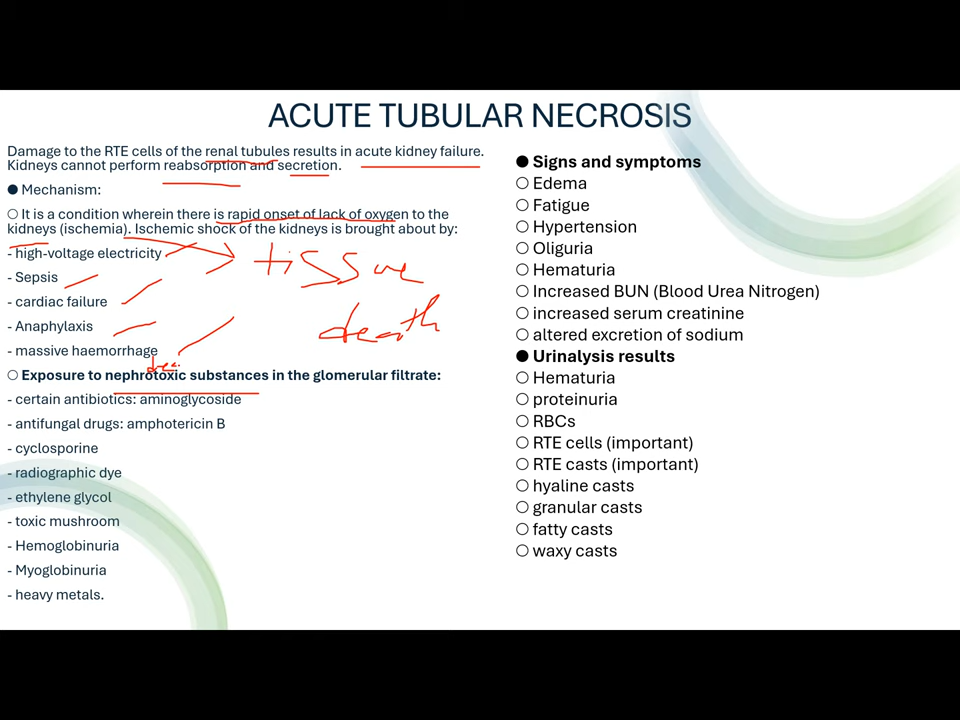 ACUTE TUBULAR NECROSIS
Damage to the RTE cells of the renal tubules results in acute kidney failure.
Kidneys cannot perform reabsorption and secretion.
● Mechanism:
○ It is a condition wherein there is rapid onset of lack of oxygen to the
kidneys (ischemia). Ischemic shock of the kidneys is brought about by:
- high-voltage electricity
- Sepsis
- cardiac failure
- Anaphylaxis
- massive haemorrhage
tissue
death
○ Exposure to nephrotoxic substances in the glomerular filtrate:
- certain antibiotics: aminoglycoside
- antifungal drugs: amphotericin B
- cyclosporine
- radiographic dye
- ethylene glycol
- toxic mushroom
- Hemoglobinuria
- Myoglobinuria
- heavy metals.
● Signs and symptoms
○ Edema
○ Fatigue
○ Hypertension
○ Oliguria
○ Hematuria
○ Increased BUN (Blood Urea Nitrogen)
○ increased serum creatinine
○ altered excretion of sodium
● Urinalysis results
○ Hematuria
○ proteinuria
○ RBCs
○ RTE cells (important)
○ RTE casts (important)
○ hyaline casts
○ granular casts
○ fatty casts
○ waxy casts